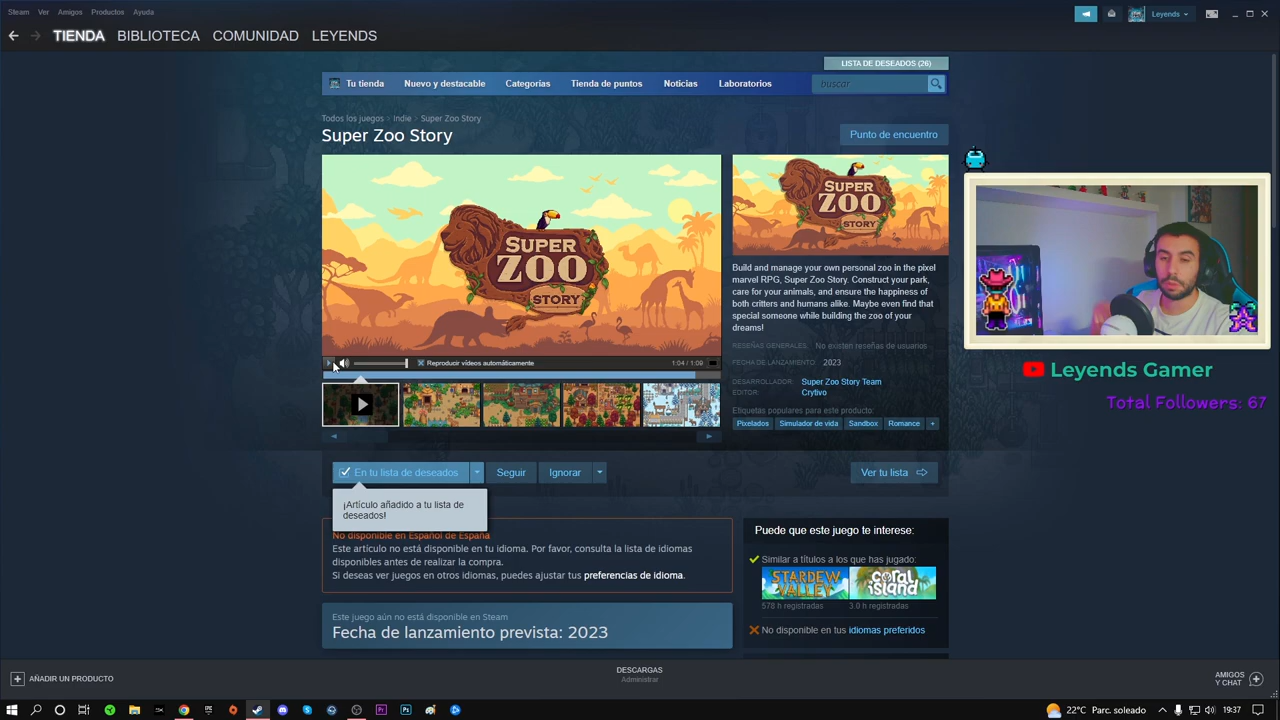 Steam Ver Amigos Productos Ayuda
Leyends
TIENDA BIBLIOTECA COMUNIDAD LEYENDS
LISTA DE DESEADOS (26)
Tu tienda Nuevo y destacable Categorías Tienda de puntos Noticias Laboratorios buscar
Todos los juegos Indie Super Zoo Story
Super Zoo Story
Punto de encuentro
SUPER
ZOO
STORY
SUPER
ZOO
STORY
Build and manage your own personal zoo in the pixel
marvel RPG, Super Zoo Story. Construct your park,
care for your animals, and ensure the happiness of
both critters and humans alike. Maybe even find that
special someone while building the zoo of your
dreams!
RESEÑAS GENERALES: No existen reseñas de usuarios
FECHA DE LANZAMIENTO: 2023
DESARROLLADOR: Super Zoo Story Team
EDITOR: Crytivo
Etiquetas populares para este producto:
Pixelados Simulador de vida Sandbox Romance +
Reproducir vídeos automáticamente 1:04 / 1:09
Leyends Gamer
Total Followers: 67
En tu lista de deseados Seguir Ignorar Ver tu lista
¡Artículo añadido a tu lista de
deseados!
No disponible en Español de España
Este artículo no está disponible en tu idioma. Por favor, consulta la lista de idiomas
disponibles antes de realizar la compra.
Si deseas ver juegos en otros idiomas, puedes ajustar tus preferencias de idioma.
Este juego aún no está disponible en Steam
Fecha de lanzamiento prevista: 2023
Puede que este juego te interese:
Similar a títulos a los que has jugado:
STARDEW
VALLEY
CORAL
ISLAND
578 h registradas 3.0 h registradas
No disponible en tus idiomas preferidos
AÑADIR UN PRODUCTO
DESCARGAS
Administrar
AMIGOS
Y CHAT
Pr Ps
22°C Parc. soleado 19:37